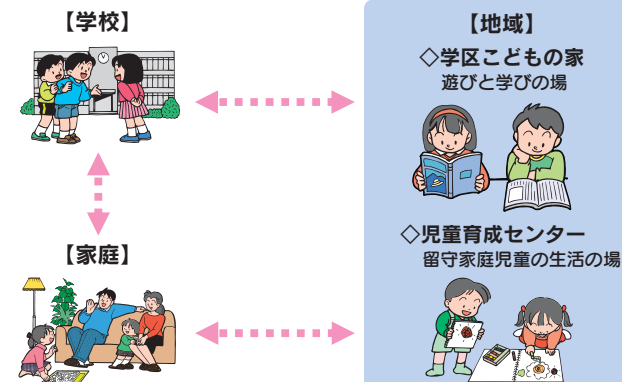 【学校】
【家庭】
【地域】
◇学区こどもの家
遊びと学びの場
◇児童育成センター
留守家庭児童の生活の場